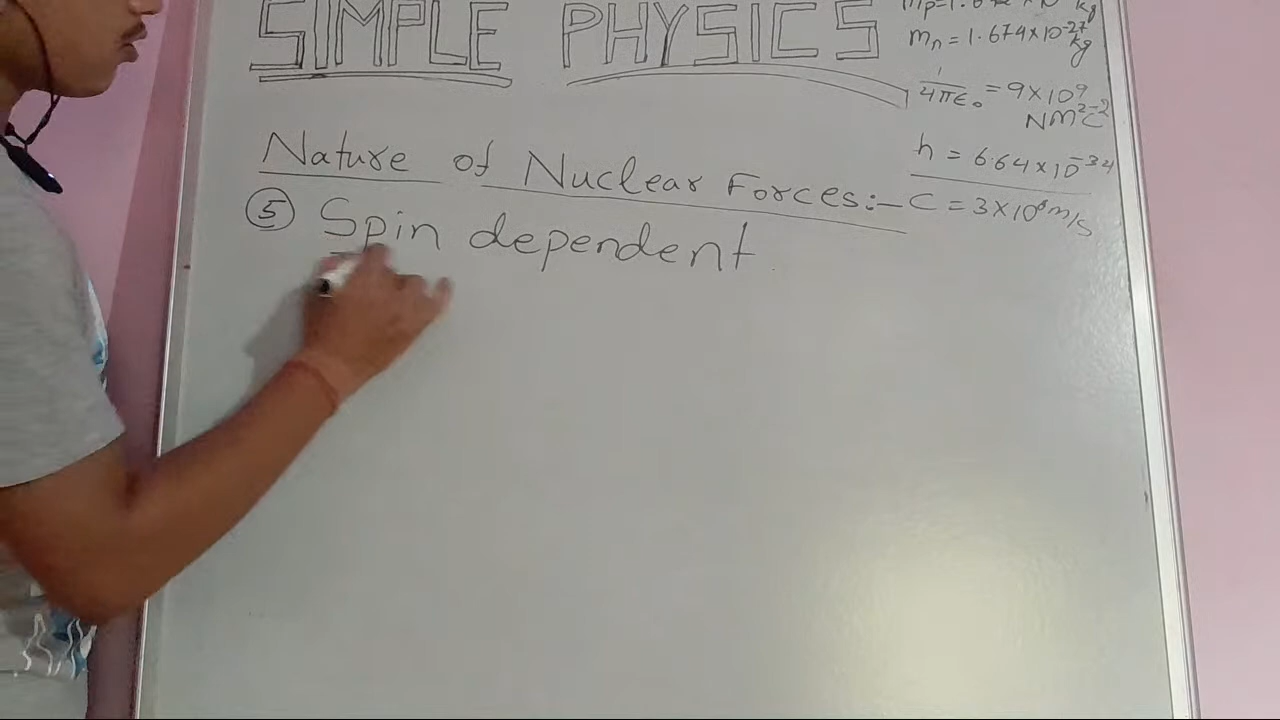 SIMPLE PHYSICS
mn = 1.674×10-27 kg
1/4πε₀ = 9×10⁹ NM²C⁻²
h = 6.64×10⁻³⁴
C = 3×10⁸ m/s
Nature of Nuclear Forces:-
⑤ Spin dependent